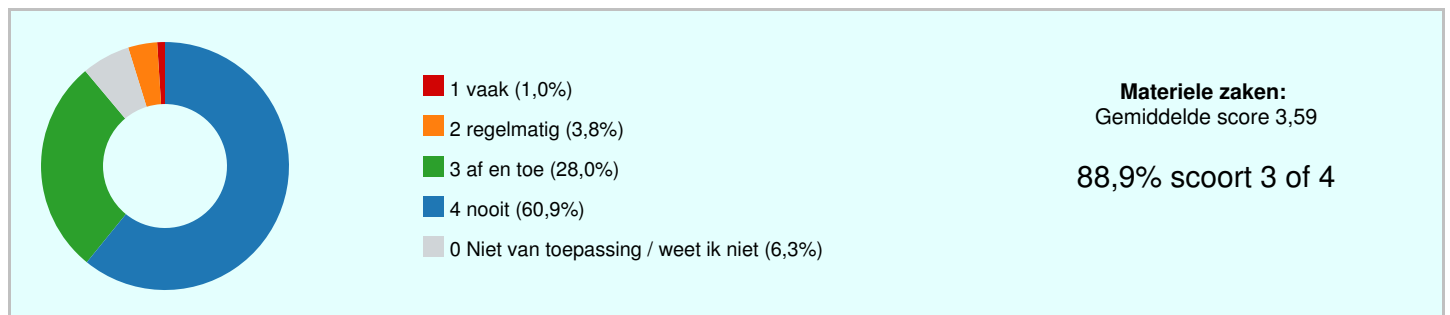 1 vaak (1,0%)
2 regelmatig (3,8%)
3 af en toe (28,0%)
4 nooit (60,9%)
0 Niet van toepassing / weet ik niet (6,3%)
Materiele zaken:
Gemiddelde score 3,59
88,9% scoort 3 of 4